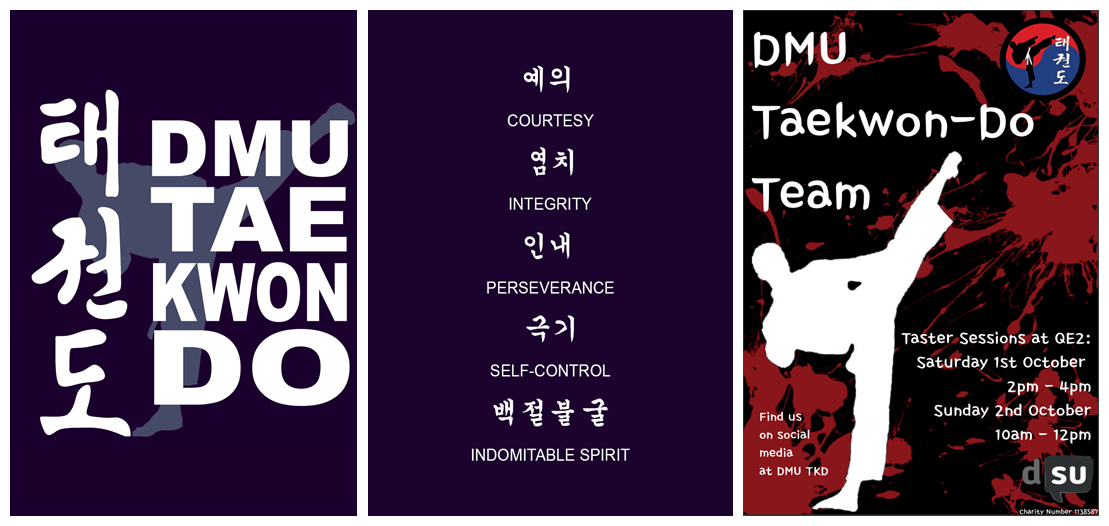 태
권
도
DMU
TAE
KWON
DO
예의
COURTESY
염치
INTEGRITY
인내
PERSEVERANCE
극기
SELF-CONTROL
백절불굴
INDOMITABLE SPIRIT
DMU
Taekwon-Do
Team
태
권
도
Taster Sessions at QE2:
Saturday 1st October
2pm - 4pm
Sunday 2nd October
10am - 12pm
Find us
on social
media
at DMU TKD
d su
Charity Number 1138587